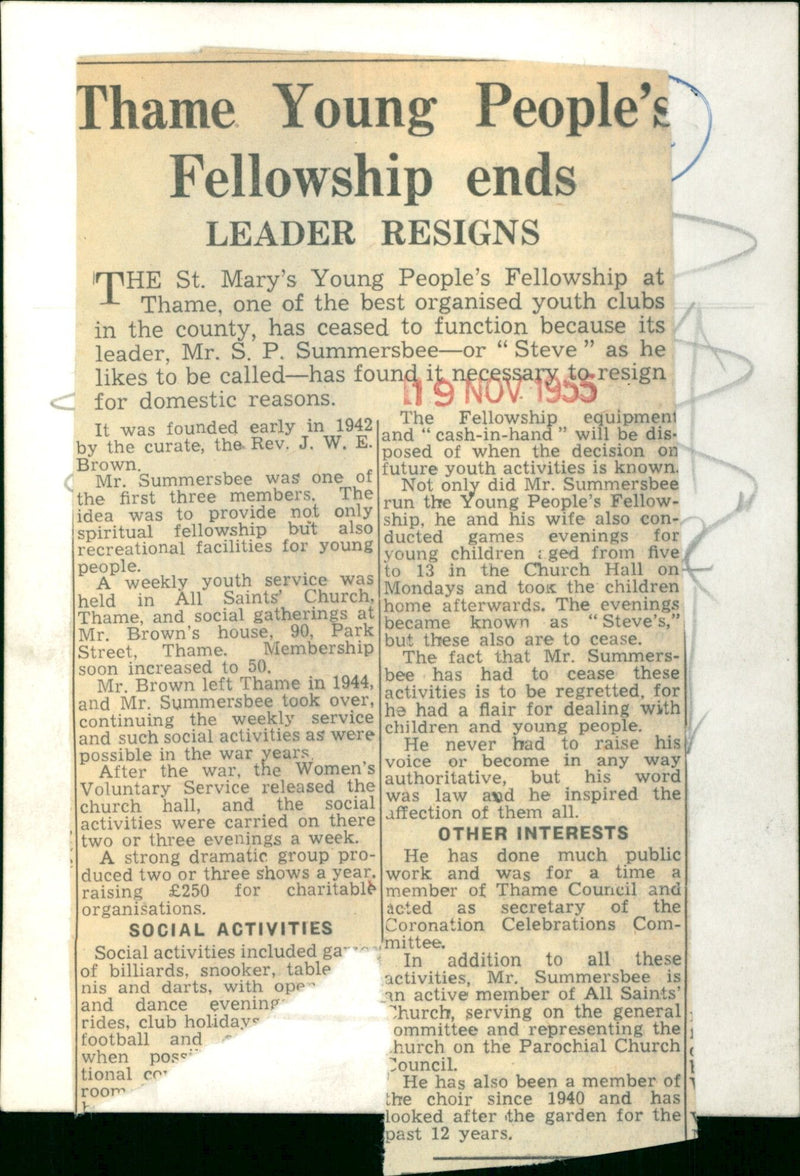 Thame Young People's
Fellowship ends
LEADER RESIGNS
THE St. Mary's Young People's Fellowship at
Thame, one of the best organised youth clubs
in the county, has ceased to function because its
leader, Mr. S. P. Summersbee—or "Steve" as he
likes to be called—has found it necessary to resign
for domestic reasons.
19 NOV 1955
It was founded early in 1942
by the curate, the Rev. J. W. E.
Brown.
Mr. Summersbee was one of
the first three members. The
idea was to provide not only
spiritual fellowship but also
recreational facilities for young
people.
A weekly youth service was
held in All Saints' Church,
Thame, and social gatherings at
Mr. Brown's house, 90, Park
Street, Thame. Membership
soon increased to 50.
Mr. Brown left Thame in 1944,
and Mr. Summersbee took over,
continuing the weekly service
and such social activities as were
possible in the war years.
After the war, the Women's
Voluntary Service released the
church hall, and the social
activities were carried on there
two or three evenings a week.
A strong dramatic group pro-
duced two or three shows a year,
raising £250 for charitable
organisations.
SOCIAL ACTIVITIES
Social activities included
of billiards, snooker, table
nis and darts, with
and dance
rides, club holidays
football and
when
tional
room
The Fellowship equipment
and "cash-in-hand" will be dis-
posed of when the decision on
future youth activities is known.
Not only did Mr. Summersbee
run the Young People's Fellow-
ship, he and his wife also con-
ducted games evenings for
young children aged from five
to 13 in the Church Hall on
Mondays and took the children
home afterwards. The evenings
became known as "Steve's,"
but these also are to cease.
The fact that Mr. Summers-
bee has had to cease these
activities is to be regretted, for
he had a flair for dealing with
children and young people.
He never had to raise his
voice or become in any way
authoritative, but his word
was law and he inspired the
affection of them all.
OTHER INTERESTS
He has done much public
work and was for a time a
member of Thame Council and
acted as secretary of the
Coronation Celebrations Com-
mittee.
In addition to all these
activities, Mr. Summersbee is
an active member of All Saints'
Church, serving on the general
ommittee and representing the
hurch on the Parochial Church
Council.
He has also been a member of
the choir since 1940 and has
looked after the garden for the
past 12 years.